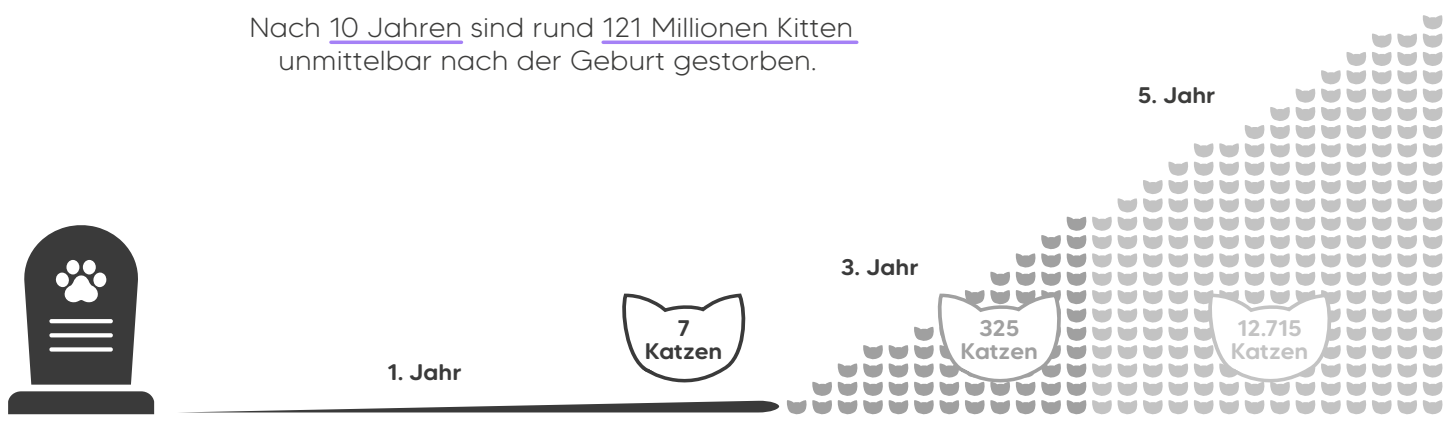 Nach 10 Jahren sind rund 121 Millionen Kitten
unmittelbar nach der Geburt gestorben.
1. Jahr
7
Katzen
3. Jahr
325
Katzen
5. Jahr
12.715
Katzen